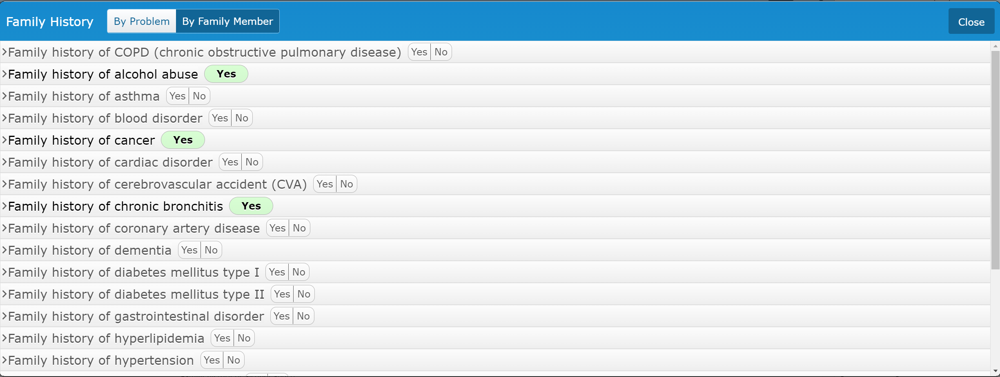 Family History By Problem By Family Member Close
Family history of COPD (chronic obstructive pulmonary disease) Yes No
Family history of alcohol abuse Yes
Family history of asthma Yes No
Family history of blood disorder Yes No
Family history of cancer Yes
Family history of cardiac disorder Yes No
Family history of cerebrovascular accident (CVA) Yes No
Family history of chronic bronchitis Yes
Family history of coronary artery disease Yes No
Family history of dementia Yes No
Family history of diabetes mellitus type I Yes No
Family history of diabetes mellitus type II Yes No
Family history of gastrointestinal disorder Yes No
Family history of hyperlipidemia Yes No
Family history of hypertension Yes No